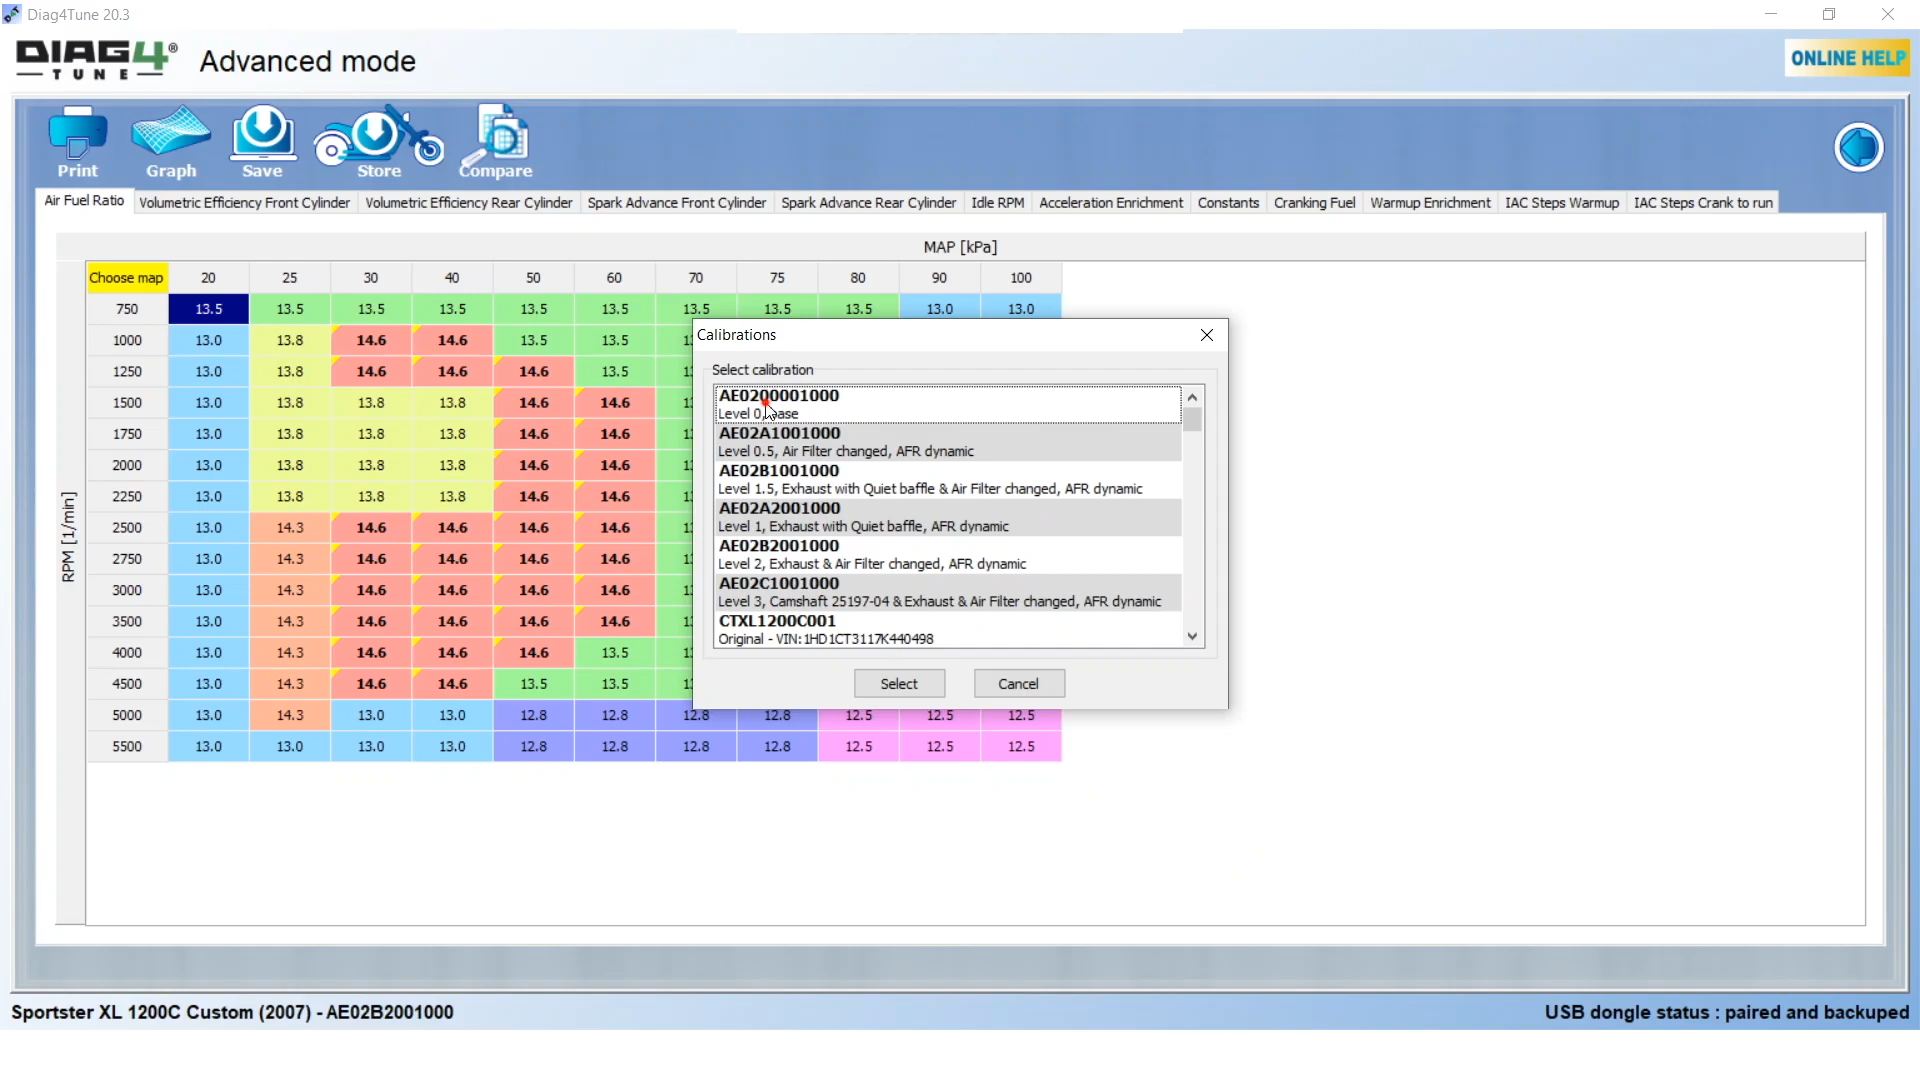 Diag4Tune 20.3
DIAG4® TUNE Advanced mode ONLINE HELP
Print Graph Save Store Compare
Air Fuel Ratio Volumetric Efficiency Front Cylinder Volumetric Efficiency Rear Cylinder Spark Advance Front Cylinder Spark Advance Rear Cylinder Idle RPM Acceleration Enrichment Constants Cranking Fuel Warmup Enrichment IAC Steps Warmup IAC Steps Crank to run
MAP [kPa]
Choose map 20 25 30 40 50 60 70 75 80 90 100
RPM [1/min]
750 13.5 13.5 13.5 13.5 13.5 13.5 13.5 13.5 13.5 13.0 13.0
1000 13.0 13.8 14.6 14.6 13.5 13.5
1250 13.0 13.8 14.6 14.6 14.6 13.5
1500 13.0 13.8 13.8 13.8 14.6 14.6
1750 13.0 13.8 13.8 13.8 14.6 14.6
2000 13.0 13.8 13.8 13.8 14.6 14.6
2250 13.0 13.8 13.8 13.8 14.6 14.6
2500 13.0 14.3 14.6 14.6 14.6 14.6
2750 13.0 14.3 14.6 14.6 14.6 14.6
3000 13.0 14.3 14.6 14.6 14.6 14.6
3500 13.0 14.3 14.6 14.6 14.6 14.6
4000 13.0 14.3 14.6 14.6 14.6 13.5
4500 13.0 14.3 14.6 14.6 13.5 13.5
5000 13.0 14.3 13.0 13.0 12.8 12.8 12.8 12.8 12.5 12.5 12.5
5500 13.0 13.0 13.0 13.0 12.8 12.8 12.8 12.8 12.5 12.5 12.5
Calibrations
Select calibration
AE0200001000
Level 0, base
AE02A1001000
Level 0.5, Air Filter changed, AFR dynamic
AE02B1001000
Level 1.5, Exhaust with Quiet baffle & Air Filter changed, AFR dynamic
AE02A2001000
Level 1, Exhaust with Quiet baffle, AFR dynamic
AE02B2001000
Level 2, Exhaust & Air Filter changed, AFR dynamic
AE02C1001000
Level 3, Camshaft 25197-04 & Exhaust & Air Filter changed, AFR dynamic
CTXL1200C001
Original - VIN:1HD1CT3117K440498
Select Cancel
Sportster XL 1200C Custom (2007) - AE02B2001000 USB dongle status : paired and backuped